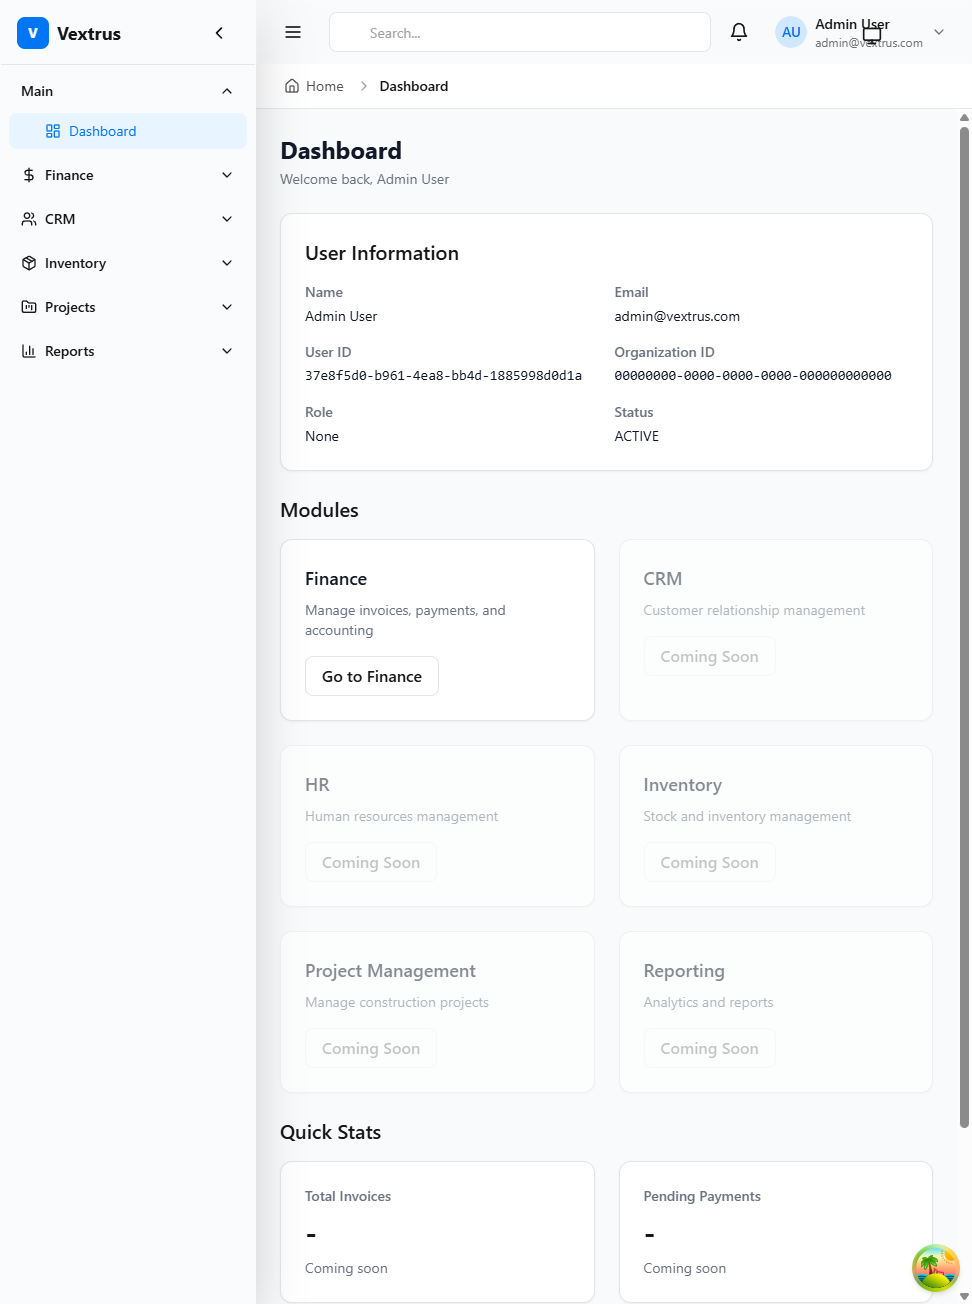 V Vextrus
Search...
AU
Admin User
admin@vextrus.com
Main
Dashboard
Finance
CRM
Inventory
Projects
Reports
Home > Dashboard
Dashboard
Welcome back, Admin User
User Information
Name
Admin User
Email
admin@vextrus.com
User ID
37e8f5d0-b961-4ea8-bb4d-1885998d0d1a
Organization ID
00000000-0000-0000-0000-000000000000
Role
None
Status
ACTIVE
Modules
Finance
Manage invoices, payments, and
accounting
Go to Finance
CRM
Customer relationship management
Coming Soon
HR
Human resources management
Coming Soon
Inventory
Stock and inventory management
Coming Soon
Project Management
Manage construction projects
Coming Soon
Reporting
Analytics and reports
Coming Soon
Quick Stats
Total Invoices
-
Coming soon
Pending Payments
-
Coming soon